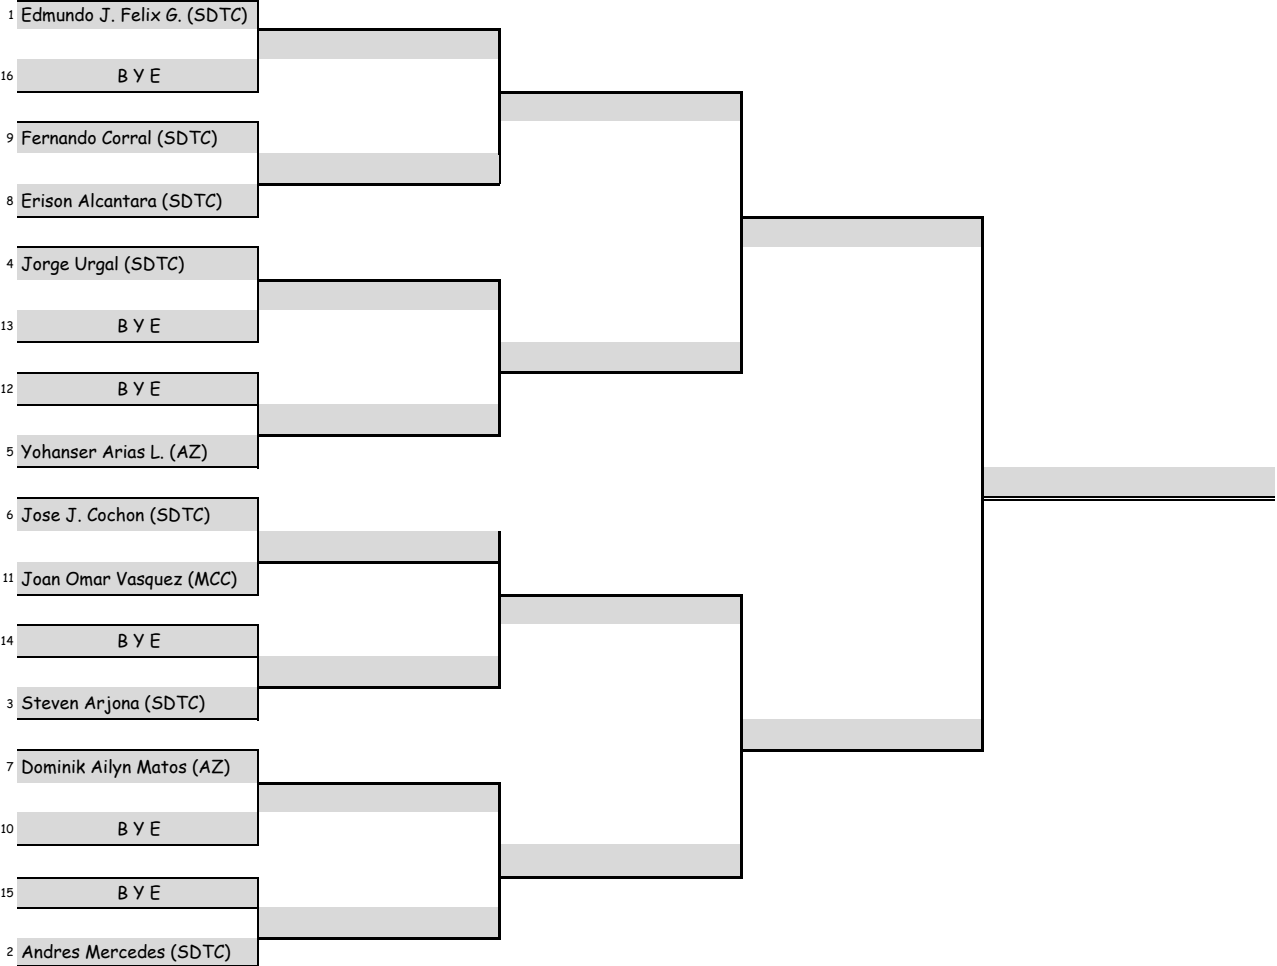 1 Edmundo J. Felix G. (SDTC)
16 B Y E
9 Fernando Corral (SDTC)
8 Erison Alcantara (SDTC)
4 Jorge Urgal (SDTC)
13 B Y E
12 B Y E
5 Yohanser Arias L. (AZ)
6 Jose J. Cochon (SDTC)
11 Joan Omar Vasquez (MCC)
14 B Y E
3 Steven Arjona (SDTC)
7 Dominik Ailyn Matos (AZ)
10 B Y E
15 B Y E
2 Andres Mercedes (SDTC)